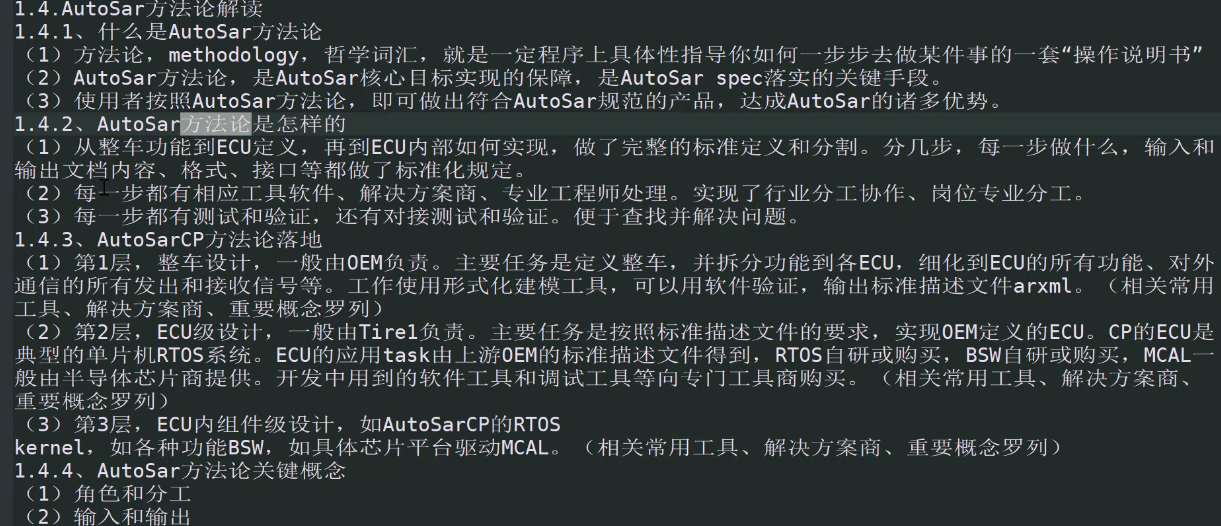 1.4.AutoSar方法论解读
1.4.1、什么是AutoSar方法论
（1）方法论，methodology，哲学词汇，就是一定程序上具体性指导你如何一步步去做某件事的一套“操作说明书”
（2）AutoSar方法论，是AutoSar核心目标实现的保障，是AutoSar spec落实的关键手段。
（3）使用者按照AutoSar方法论，即可做出符合AutoSar规范的产品，达成AutoSar的诸多优势。
1.4.2、AutoSar方法论是怎样的
（1）从整车功能到ECU定义，再到ECU内部如何实现，做了完整的标准定义和分割。分几步，每一步做什么，输入和
输出文档内容、格式、接口等都做了标准化规定。
（2）每一步都有相应工具软件、解决方案商、专业工程师处理。实现了行业分工协作、岗位专业分工。
（3）每一步都有测试和验证，还有对接测试和验证。便于查找并解决问题。
1.4.3、AutoSarCP方法论落地
（1）第1层，整车设计，一般由OEM负责。主要任务是定义整车，并拆分功能到各ECU，细化到ECU的所有功能、对外
通信的所有发出和接收信号等。工作使用形式化建模工具，可以用软件验证，输出标准描述文件arxml。（相关常用
工具、解决方案商、重要概念罗列）
（2）第2层，ECU级设计，一般由Tire1负责。主要任务是按照标准描述文件的要求，实现OEM定义的ECU。CP的ECU是
典型的单片机RTOS系统。ECU的应用task由上游OEM的标准描述文件得到，RTOS自研或购买，BSW自研或购买，MCAL一
般由半导体芯片商提供。开发中用到的软件工具和调试工具等向专门工具商购买。（相关常用工具、解决方案商、
重要概念罗列）
（3）第3层，ECU内组件级设计，如AutoSarCP的RTOS
kernel，如各种功能BSW，如具体芯片平台驱动MCAL。（相关常用工具、解决方案商、重要概念罗列）
1.4.4、AutoSar方法论关键概念
（1）角色和分工
（2）输入和输出